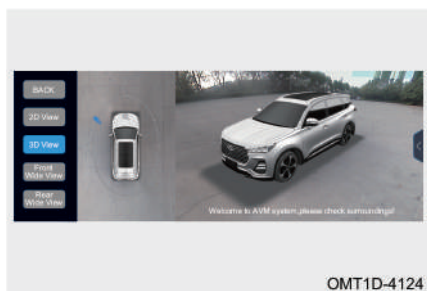 BACK
2D View
3D View
Front
Wide View
Rear
Wide View
Welcome to AVM system,please check surroundings!
OMT1D-4124